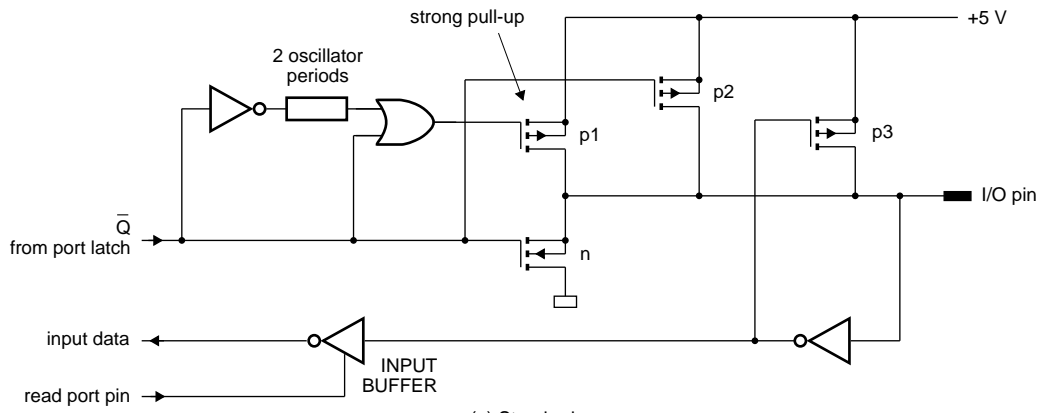 strong pull-up
+5 V
2 oscillator
periods
p2
p1
p3
I/O pin
Q̄
from port latch
n
input data
INPUT
BUFFER
read port pin